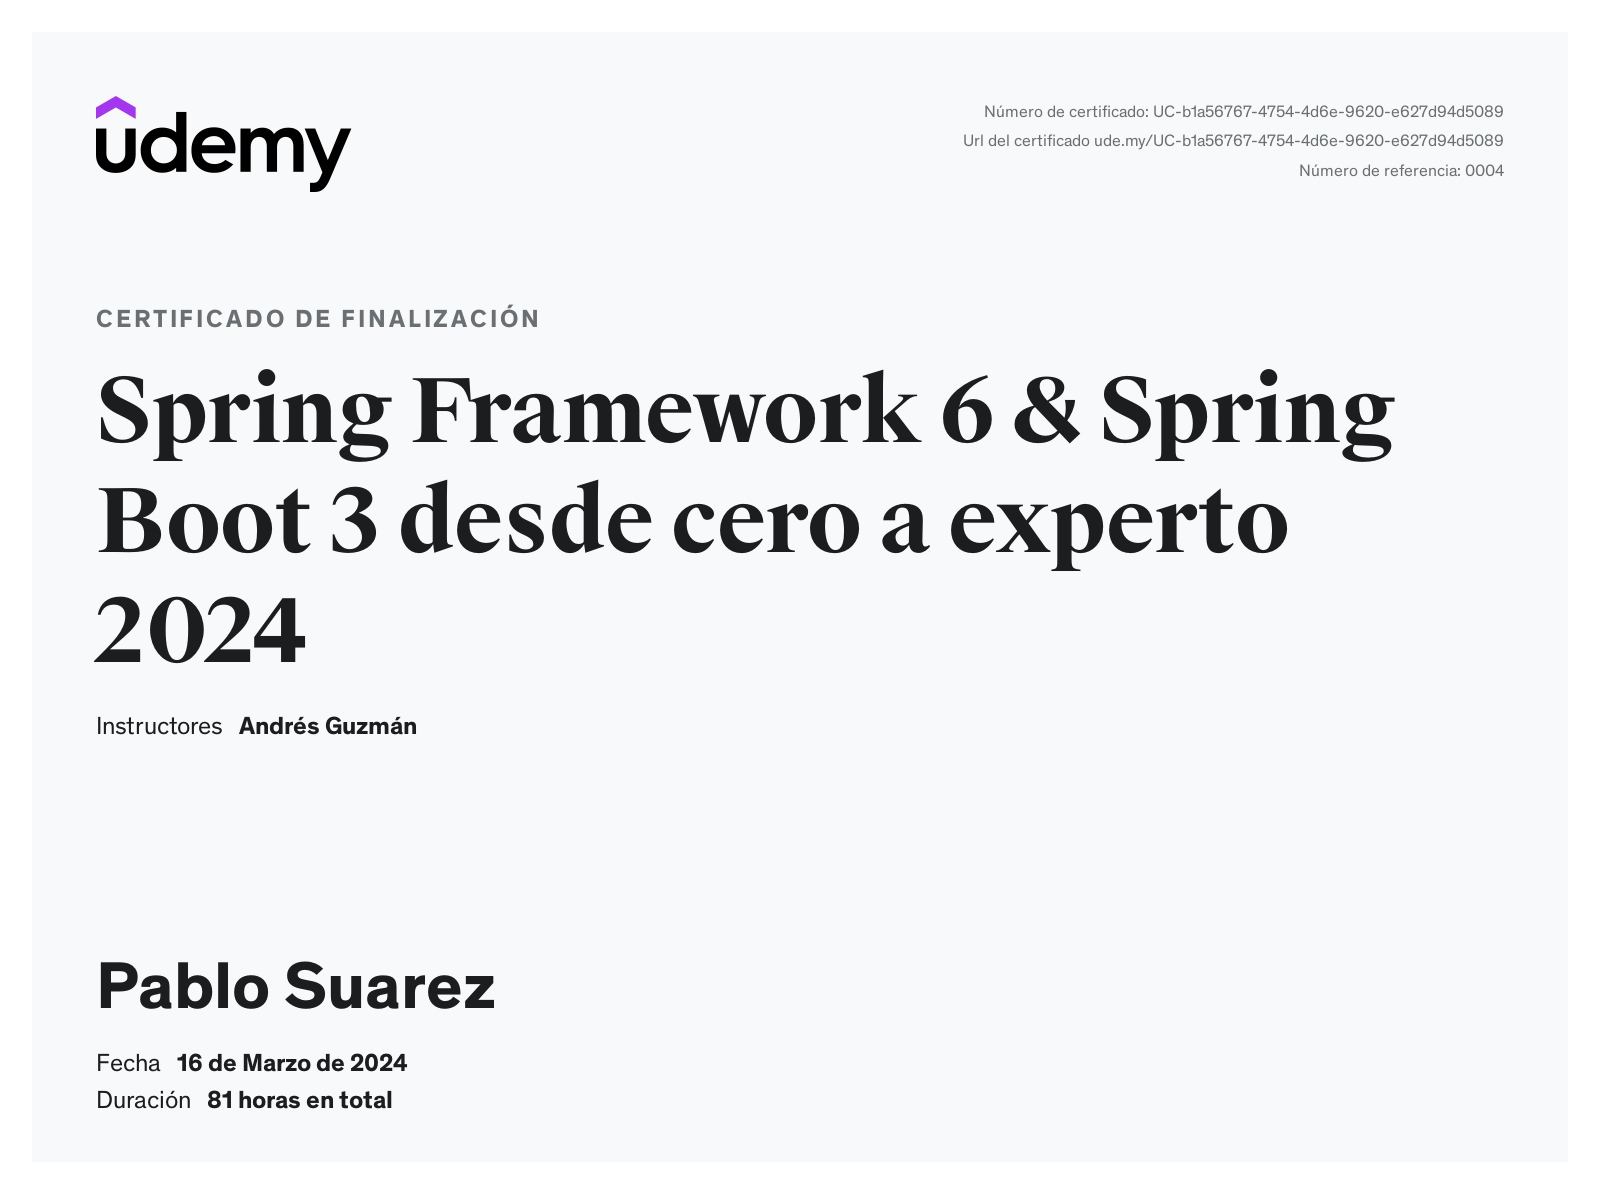 udemy
Número de certificado: UC-b1a56767-4754-4d6e-9620-e627d94d5089
Url del certificado ude.my/UC-b1a56767-4754-4d6e-9620-e627d94d5089
Número de referencia: 0004
CERTIFICADO DE FINALIZACIÓN
Spring Framework 6 & Spring
Boot 3 desde cero a experto
2024
Instructores Andrés Guzmán
Pablo Suarez
Fecha 16 de Marzo de 2024
Duración 81 horas en total